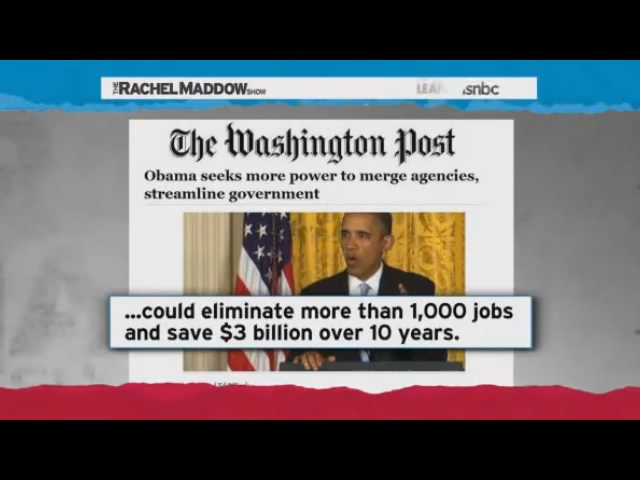 THE RACHEL MADDOW SHOW
LEAN
msnbc
The Washington Post
Obama seeks more power to merge agencies,
streamline government
...could eliminate more than 1,000 jobs
and save $3 billion over 10 years.